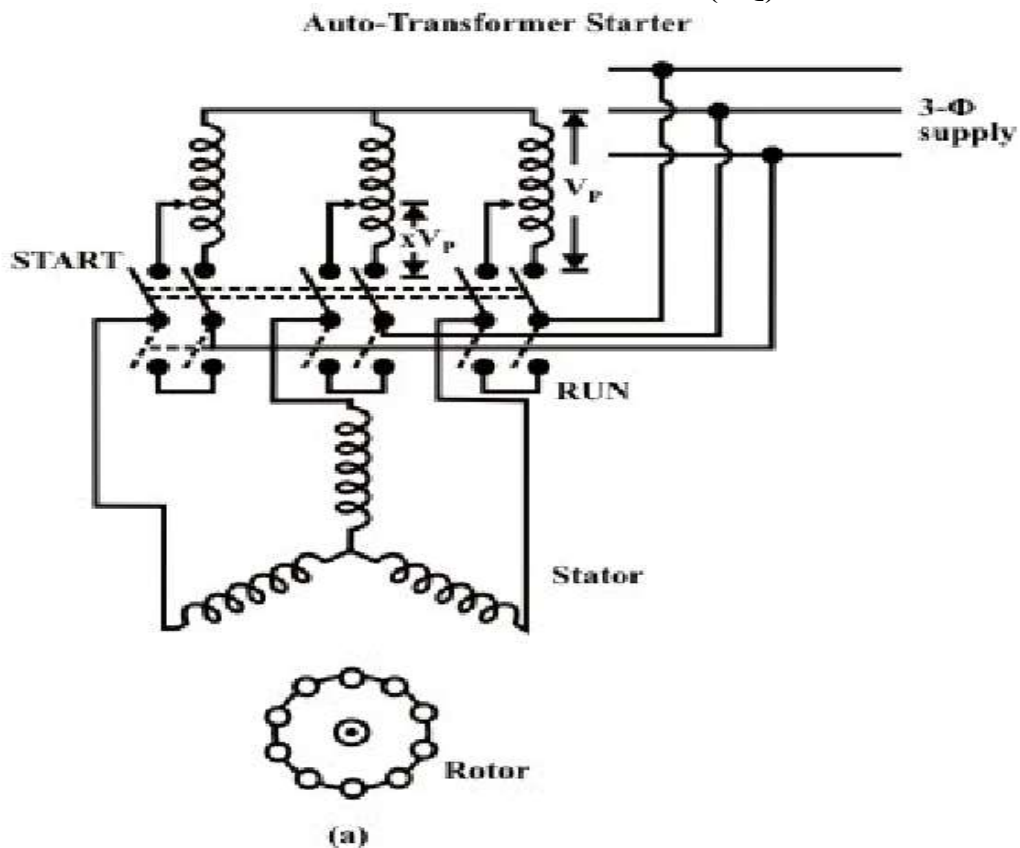 Auto-Transformer Starter
3-Φ
supply
V_P
xV_P
START
RUN
Stator
Rotor
(a)